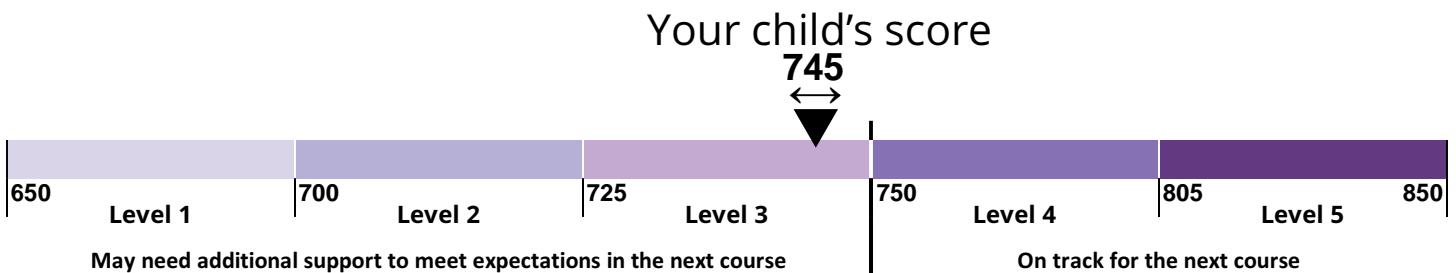 Your child's score
745
650 700 725 750 805 850
Level 1 Level 2 Level 3 Level 4 Level 5
May need additional support to meet expectations in the next course On track for the next course